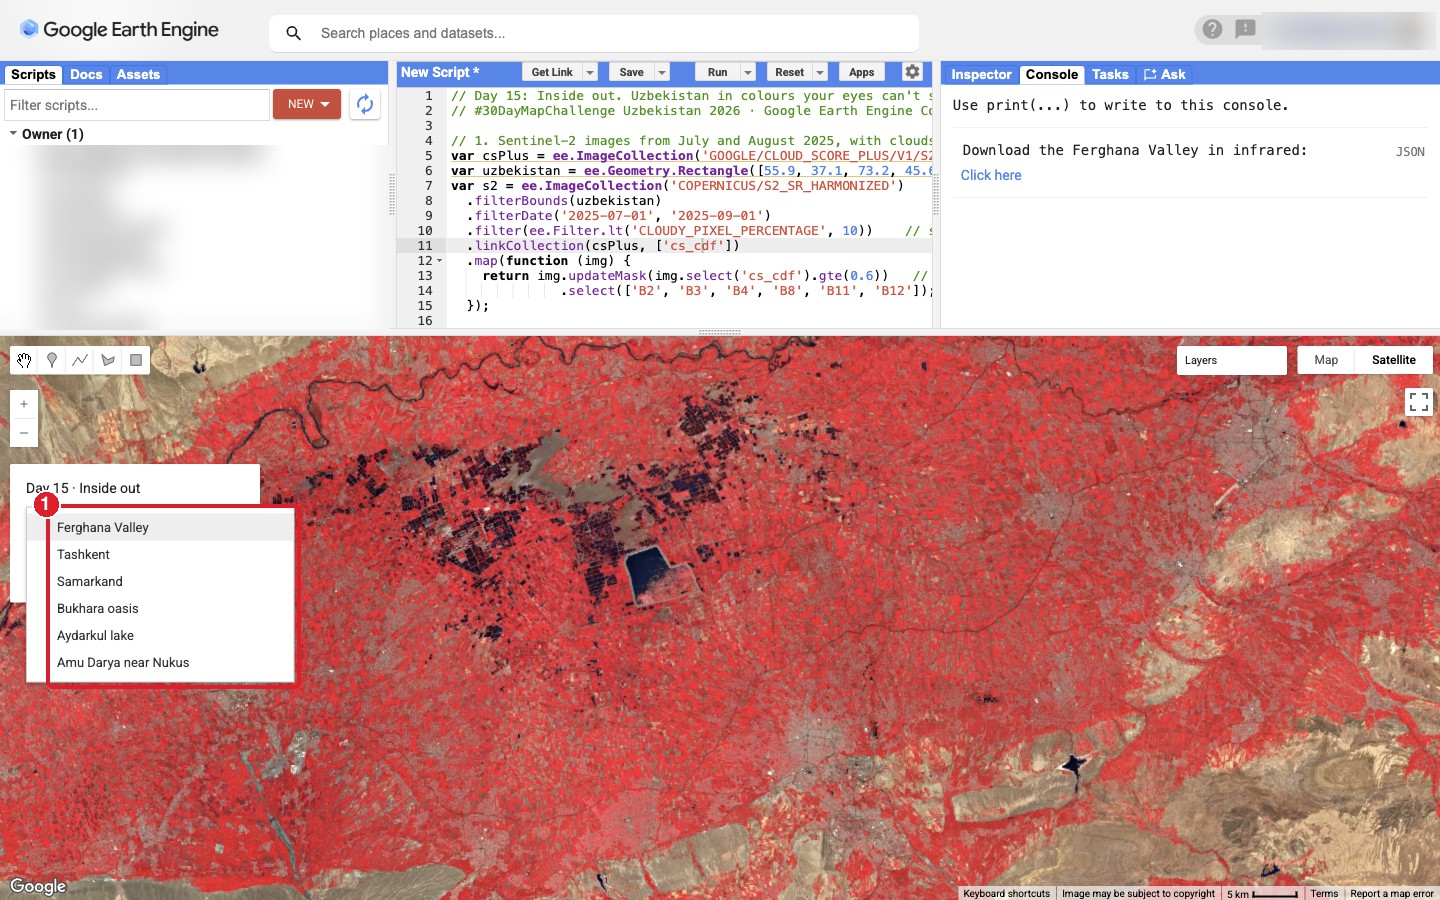 Google Earth Engine
Search places and datasets...
Scripts Docs Assets
Filter scripts...
NEW
Owner (1)
New Script *
Get Link
Save
Run
Reset
Apps
1 // Day 15: Inside out. Uzbekistan in colours your eyes can't
2 // #30DayMapChallenge Uzbekistan 2026 · Google Earth Engine
3
4 // 1. Sentinel-2 images from July and August 2025, with clouds
5 var csPlus = ee.ImageCollection('GOOGLE/CLOUD_SCORE_PLUS/V1/S2
6 var uzbekistan = ee.Geometry.Rectangle([55.9, 37.1, 73.2, 45.6
7 var s2 = ee.ImageCollection('COPERNICUS/S2_SR_HARMONIZED')
8 .filterBounds(uzbekistan)
9 .filterDate('2025-07-01', '2025-09-01')
10 .filter(ee.Filter.lt('CLOUDY_PIXEL_PERCENTAGE', 10)) //
11 .linkCollection(csPlus, ['cs_cdf'])
12 .map(function (img) {
13 return img.updateMask(img.select('cs_cdf').gte(0.6)) //
14 .select(['B2', 'B3', 'B4', 'B8', 'B11', 'B12']);
15 });
16
Inspector Console Tasks Ask
Use print(...) to write to this console.
Download the Ferghana Valley in infrared:
JSON
Click here
Layers
Map
Satellite
Day 15 · Inside out
1
Ferghana Valley
Tashkent
Samarkand
Bukhara oasis
Aydarkul lake
Amu Darya near Nukus
Google
Keyboard shortcuts
Image may be subject to copyright
5 km
Terms
Report a map error